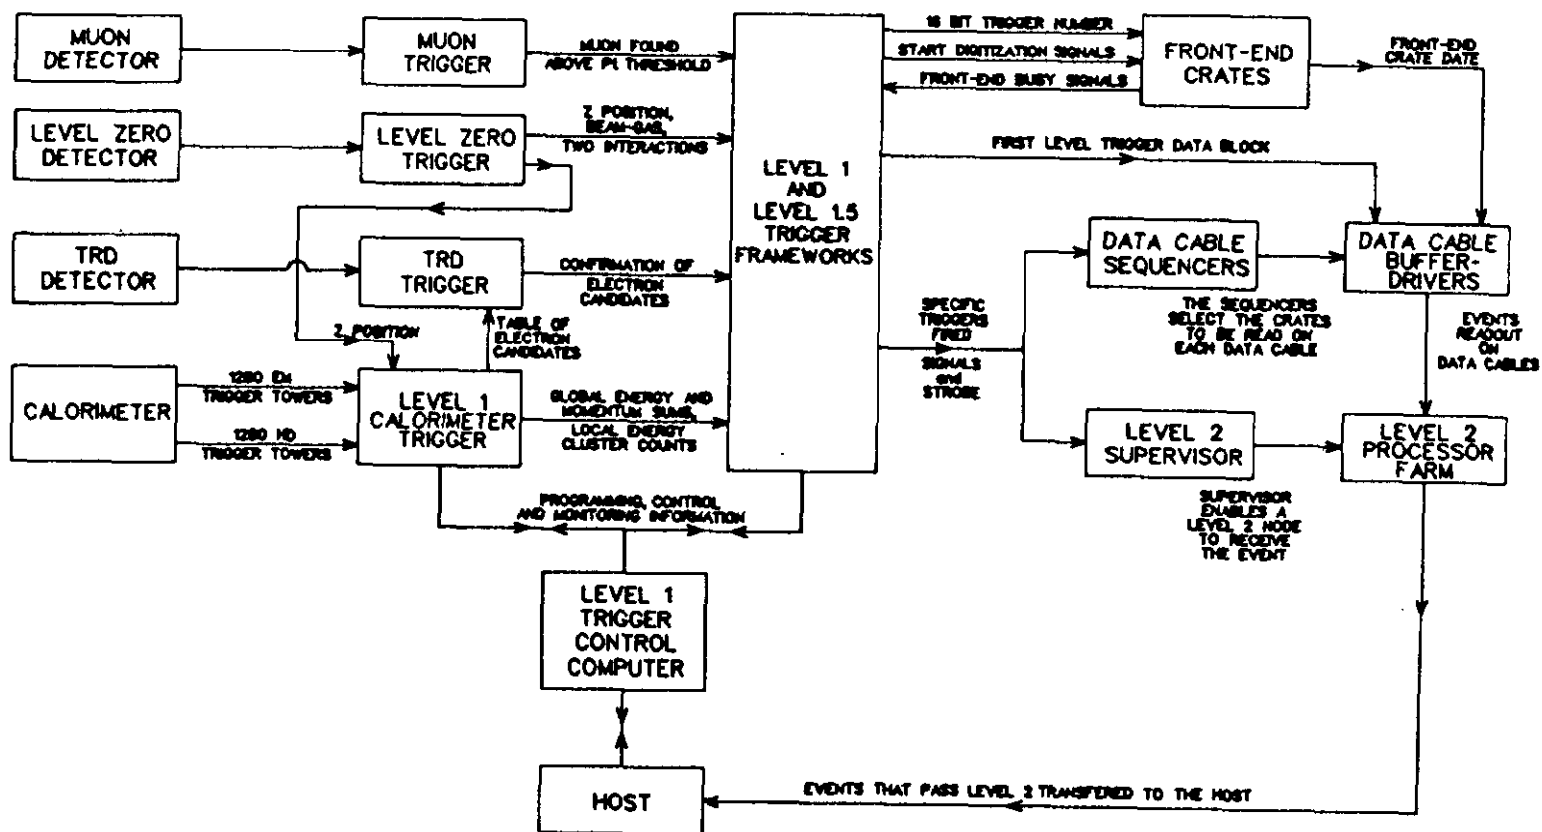 MUON
DETECTOR
MUON
TRIGGER
MUON FOUND
ABOVE Pt THRESHOLD
16 BIT TRIGGER NUMBER
START DIGITIZATION SIGNALS
FRONT-END BUSY SIGNALS
FRONT-END
CRATES
FRONT-END
CRATE DATE
LEVEL ZERO
DETECTOR
LEVEL ZERO
TRIGGER
Z POSITION,
BEAM-GAS,
TWO INTERACTIONS
LEVEL 1
AND
LEVEL 1.5
TRIGGER
FRAMEWORKS
FIRST LEVEL TRIGGER DATA BLOCK
TRD
DETECTOR
TRD
TRIGGER
CONFIRMATION OF
ELECTRON
CANDIDATES
DATA CABLE
SEQUENCERS
DATA CABLE
BUFFER-
DRIVERS
THE SEQUENCERS
SELECT THE CRATES
TO BE READ ON
EACH DATA CABLE
SPECIFIC
TRIGGERS
FIRED
SIGNALS
and
STROBE
EVENTS
READOUT
ON
DATA CABLES
Z POSITION
TABLE OF
ELECTRON
CANDIDATES
CALORIMETER
1280 EM
TRIGGER TOWERS
1280 HD
TRIGGER TOWERS
LEVEL 1
CALORIMETER
TRIGGER
GLOBAL ENERGY AND
MOMENTUM SUMS,
LOCAL ENERGY
CLUSTER COUNTS
LEVEL 2
SUPERVISOR
LEVEL 2
PROCESSOR
FARM
SUPERVISOR
ENABLES A
LEVEL 2 NODE
TO RECEIVE
THE EVENT
PROGRAMMING, CONTROL
AND MONITORING INFORMATION
LEVEL 1
TRIGGER
CONTROL
COMPUTER
HOST
EVENTS THAT PASS LEVEL 2 TRANSFERED TO THE HOST